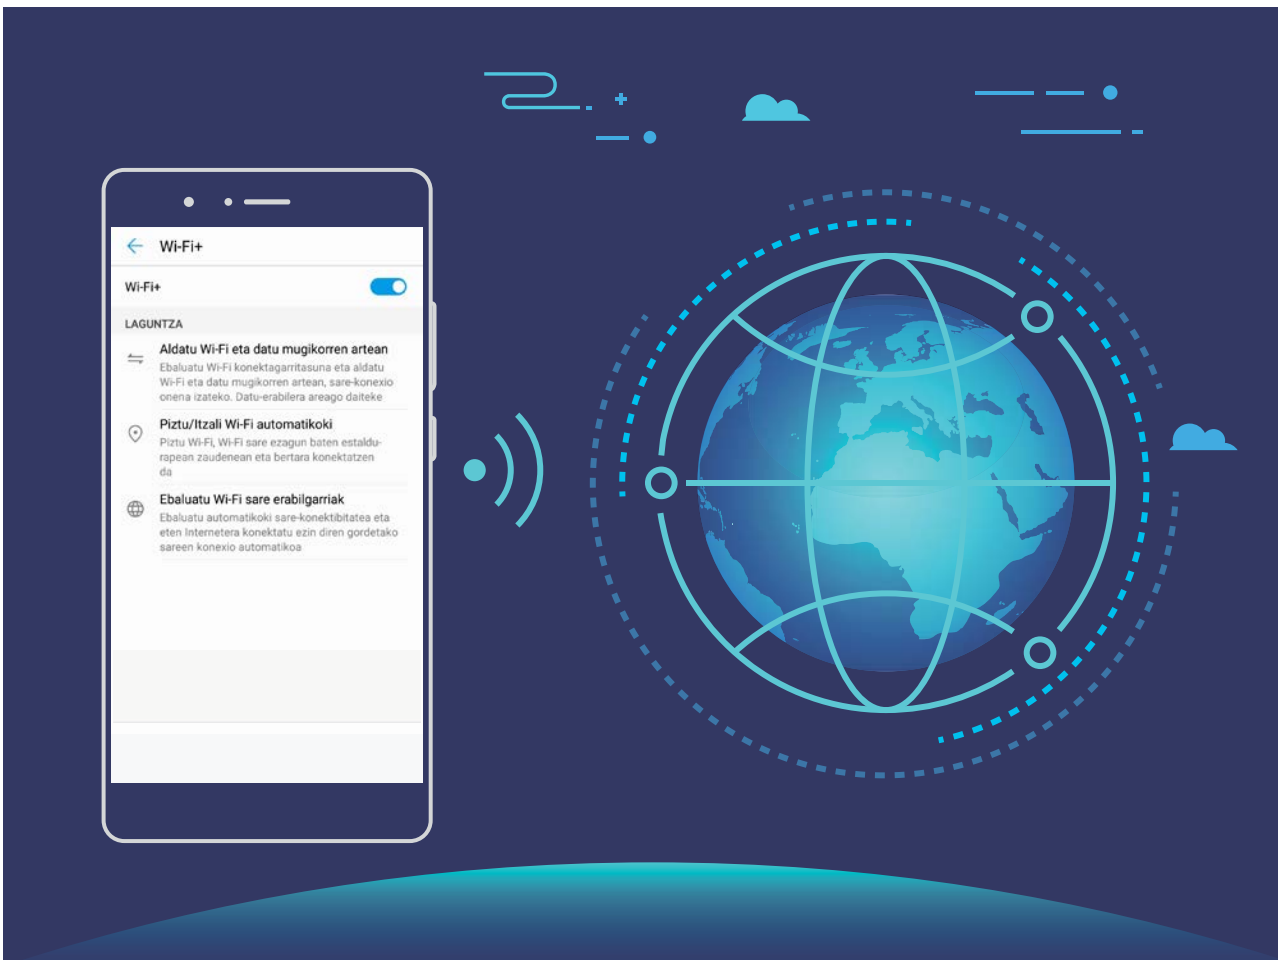 Wi-Fi+
Wi-Fi+
LAGUNTZA
Aldatu Wi-Fi eta datu mugikorren artean
Ebaluatu Wi-Fi konektagarritasuna eta aldatu
Wi-Fi eta datu mugikorren artean, sare-konexio
onena izateko. Datu-erabilera areago daiteke
Piztu/Itzali Wi-Fi automatikoki
Piztu Wi-Fi, Wi-Fi sare ezagun baten estaldu-
rapean zaudenean eta bertara konektatzen
da
Ebaluatu Wi-Fi sare erabilgarriak
Ebaluatu automatikoki sare-konektibitatea eta
eten Internetera konektatu ezin diren gordetako
sareen konexio automatikoa